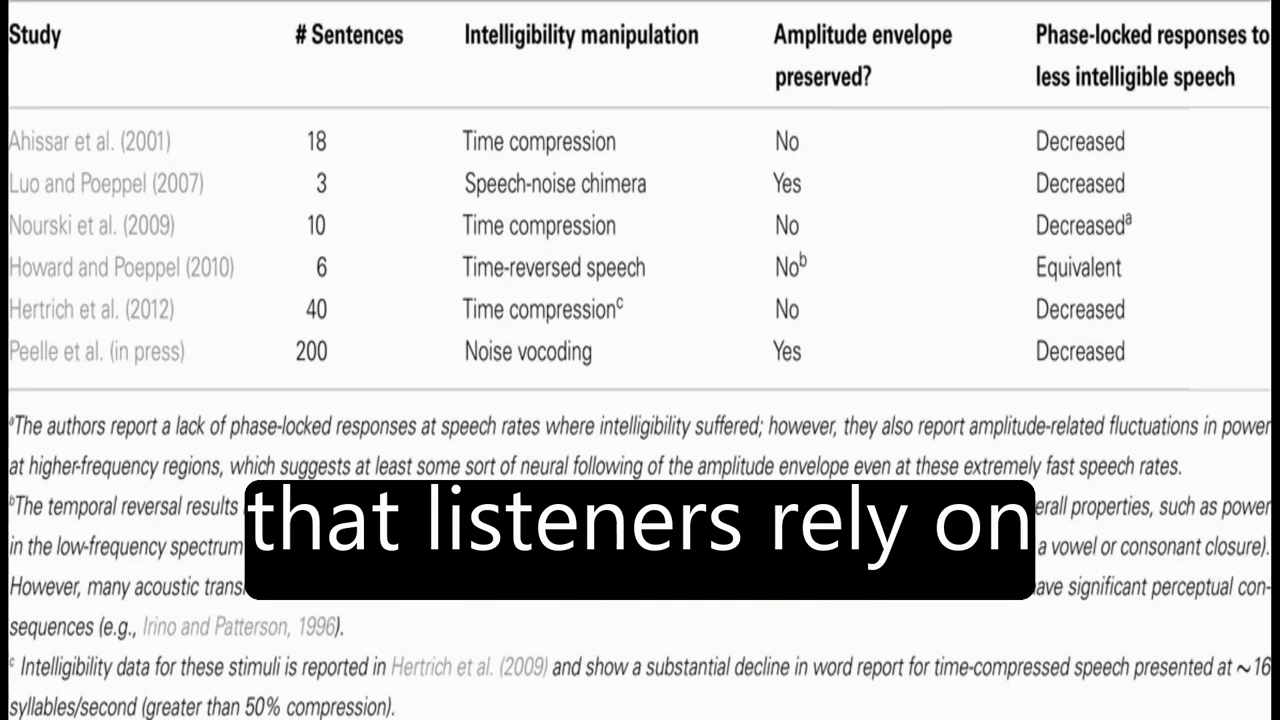 Study # Sentences Intelligibility manipulation Amplitude envelope preserved? Phase-locked responses to less intelligible speech
Ahissar et al. (2001) 18 Time compression No Decreased
Luo and Poeppel (2007) 3 Speech-noise chimera Yes Decreased
Nourski et al. (2009) 10 Time compression No Decreasedᵃ
Howard and Poeppel (2010) 6 Time-reversed speech Noᵇ Equivalent
Hertrich et al. (2012) 40 Time compressionᶜ No Decreased
Peelle et al. (in press) 200 Noise vocoding Yes Decreased
ᵃThe authors report a lack of phase-locked responses at speech rates where intelligibility suffered; however, they also report amplitude-related fluctuations in power
at higher-frequency regions, which suggests at least some sort of neural following of the amplitude envelope even at these extremely fast speech rates.
ᵇThe temporal reversal results erall properties, such as power
in the low-frequency spectrum a vowel or consonant closure).
However, many acoustic trans ave significant perceptual con-
sequences (e.g., Irino and Patterson, 1996).
ᶜ Intelligibility data for these stimuli is reported in Hertrich et al. (2009) and show a substantial decline in word report for time-compressed speech presented at ~16
syllables/second (greater than 50% compression).
that listeners rely on